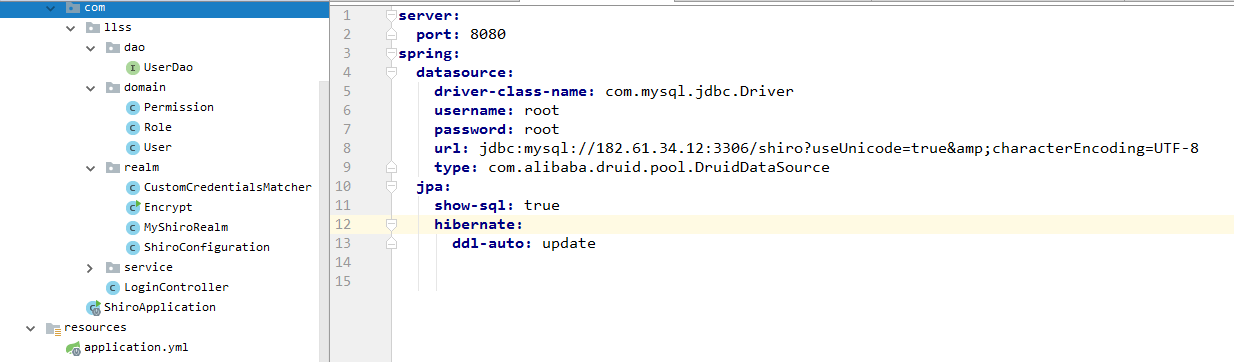 com
llss
dao
UserDao
domain
Permission
Role
User
realm
CustomCredentialsMatcher
Encrypt
MyShiroRealm
ShiroConfiguration
service
LoginController
ShiroApplication
resources
application.yml
1 server:
2 port: 8080
3 spring:
4 datasource:
5 driver-class-name: com.mysql.jdbc.Driver
6 username: root
7 password: root
8 url: jdbc:mysql://182.61.34.12:3306/shiro?useUnicode=true&amp;characterEncoding=UTF-8
9 type: com.alibaba.druid.pool.DruidDataSource
10 jpa:
11 show-sql: true
12 hibernate:
13 ddl-auto: update
14
15